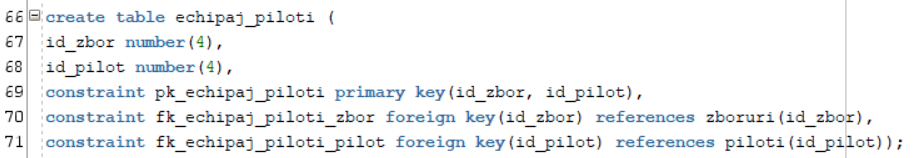 66 create table echipaj_piloti (
67 id_zbor number(4),
68 id_pilot number(4),
69 constraint pk_echipaj_piloti primary key(id_zbor, id_pilot),
70 constraint fk_echipaj_piloti_zbor foreign key(id_zbor) references zboruri(id_zbor),
71 constraint fk_echipaj_piloti_pilot foreign key(id_pilot) references piloti(id_pilot));